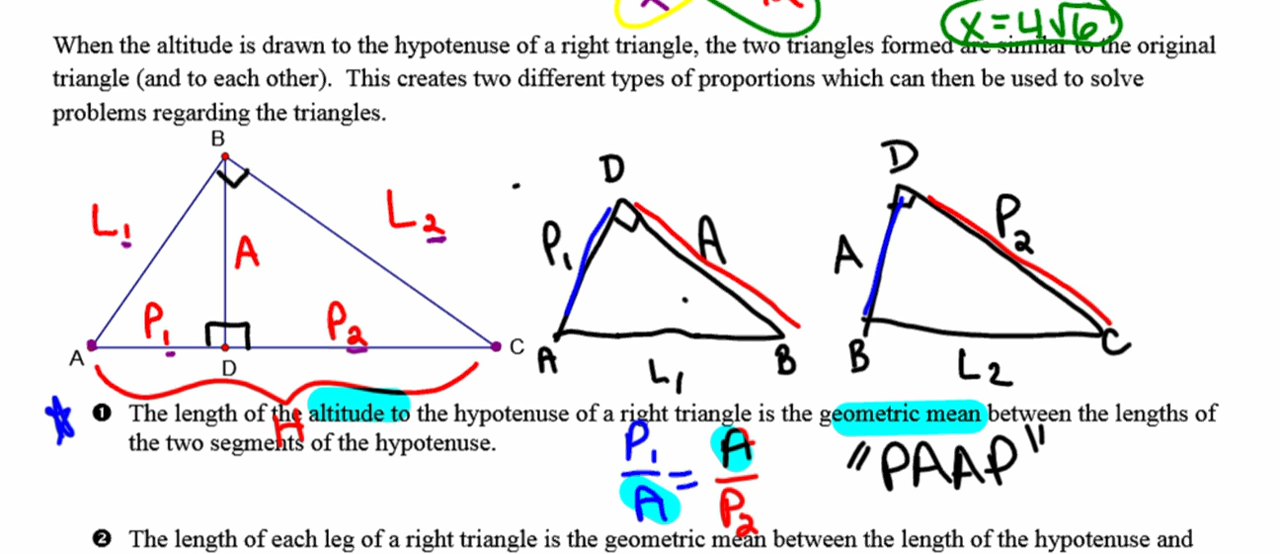 x = 4√6
When the altitude is drawn to the hypotenuse of a right triangle, the two triangles formed are similar to the original
triangle (and to each other). This creates two different types of proportions which can then be used to solve
problems regarding the triangles.
B
L₁
L₂
A
P₁
P₂
A
D
C
H
D
P₁
A
A
L₁
B
D
A
P₂
B
L₂
C
❶ The length of the altitude to the hypotenuse of a right triangle is the geometric mean between the lengths of
the two segments of the hypotenuse.
P₁/A = A/P₂
"PAAP"
❷ The length of each leg of a right triangle is the geometric mean between the length of the hypotenuse and